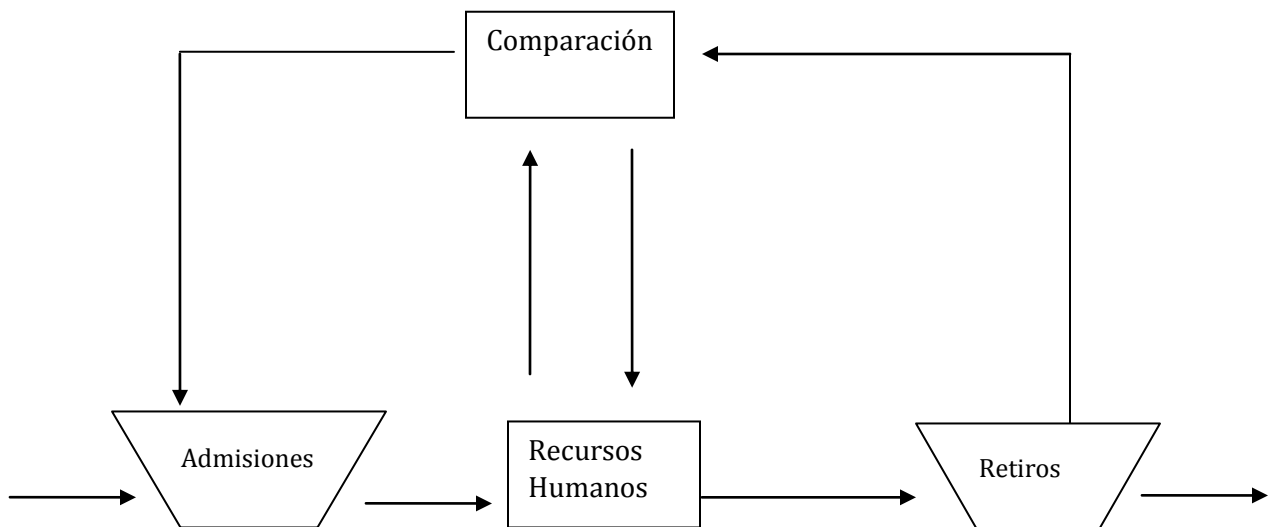 Comparación
Admisiones
Recursos
Humanos
Retiros